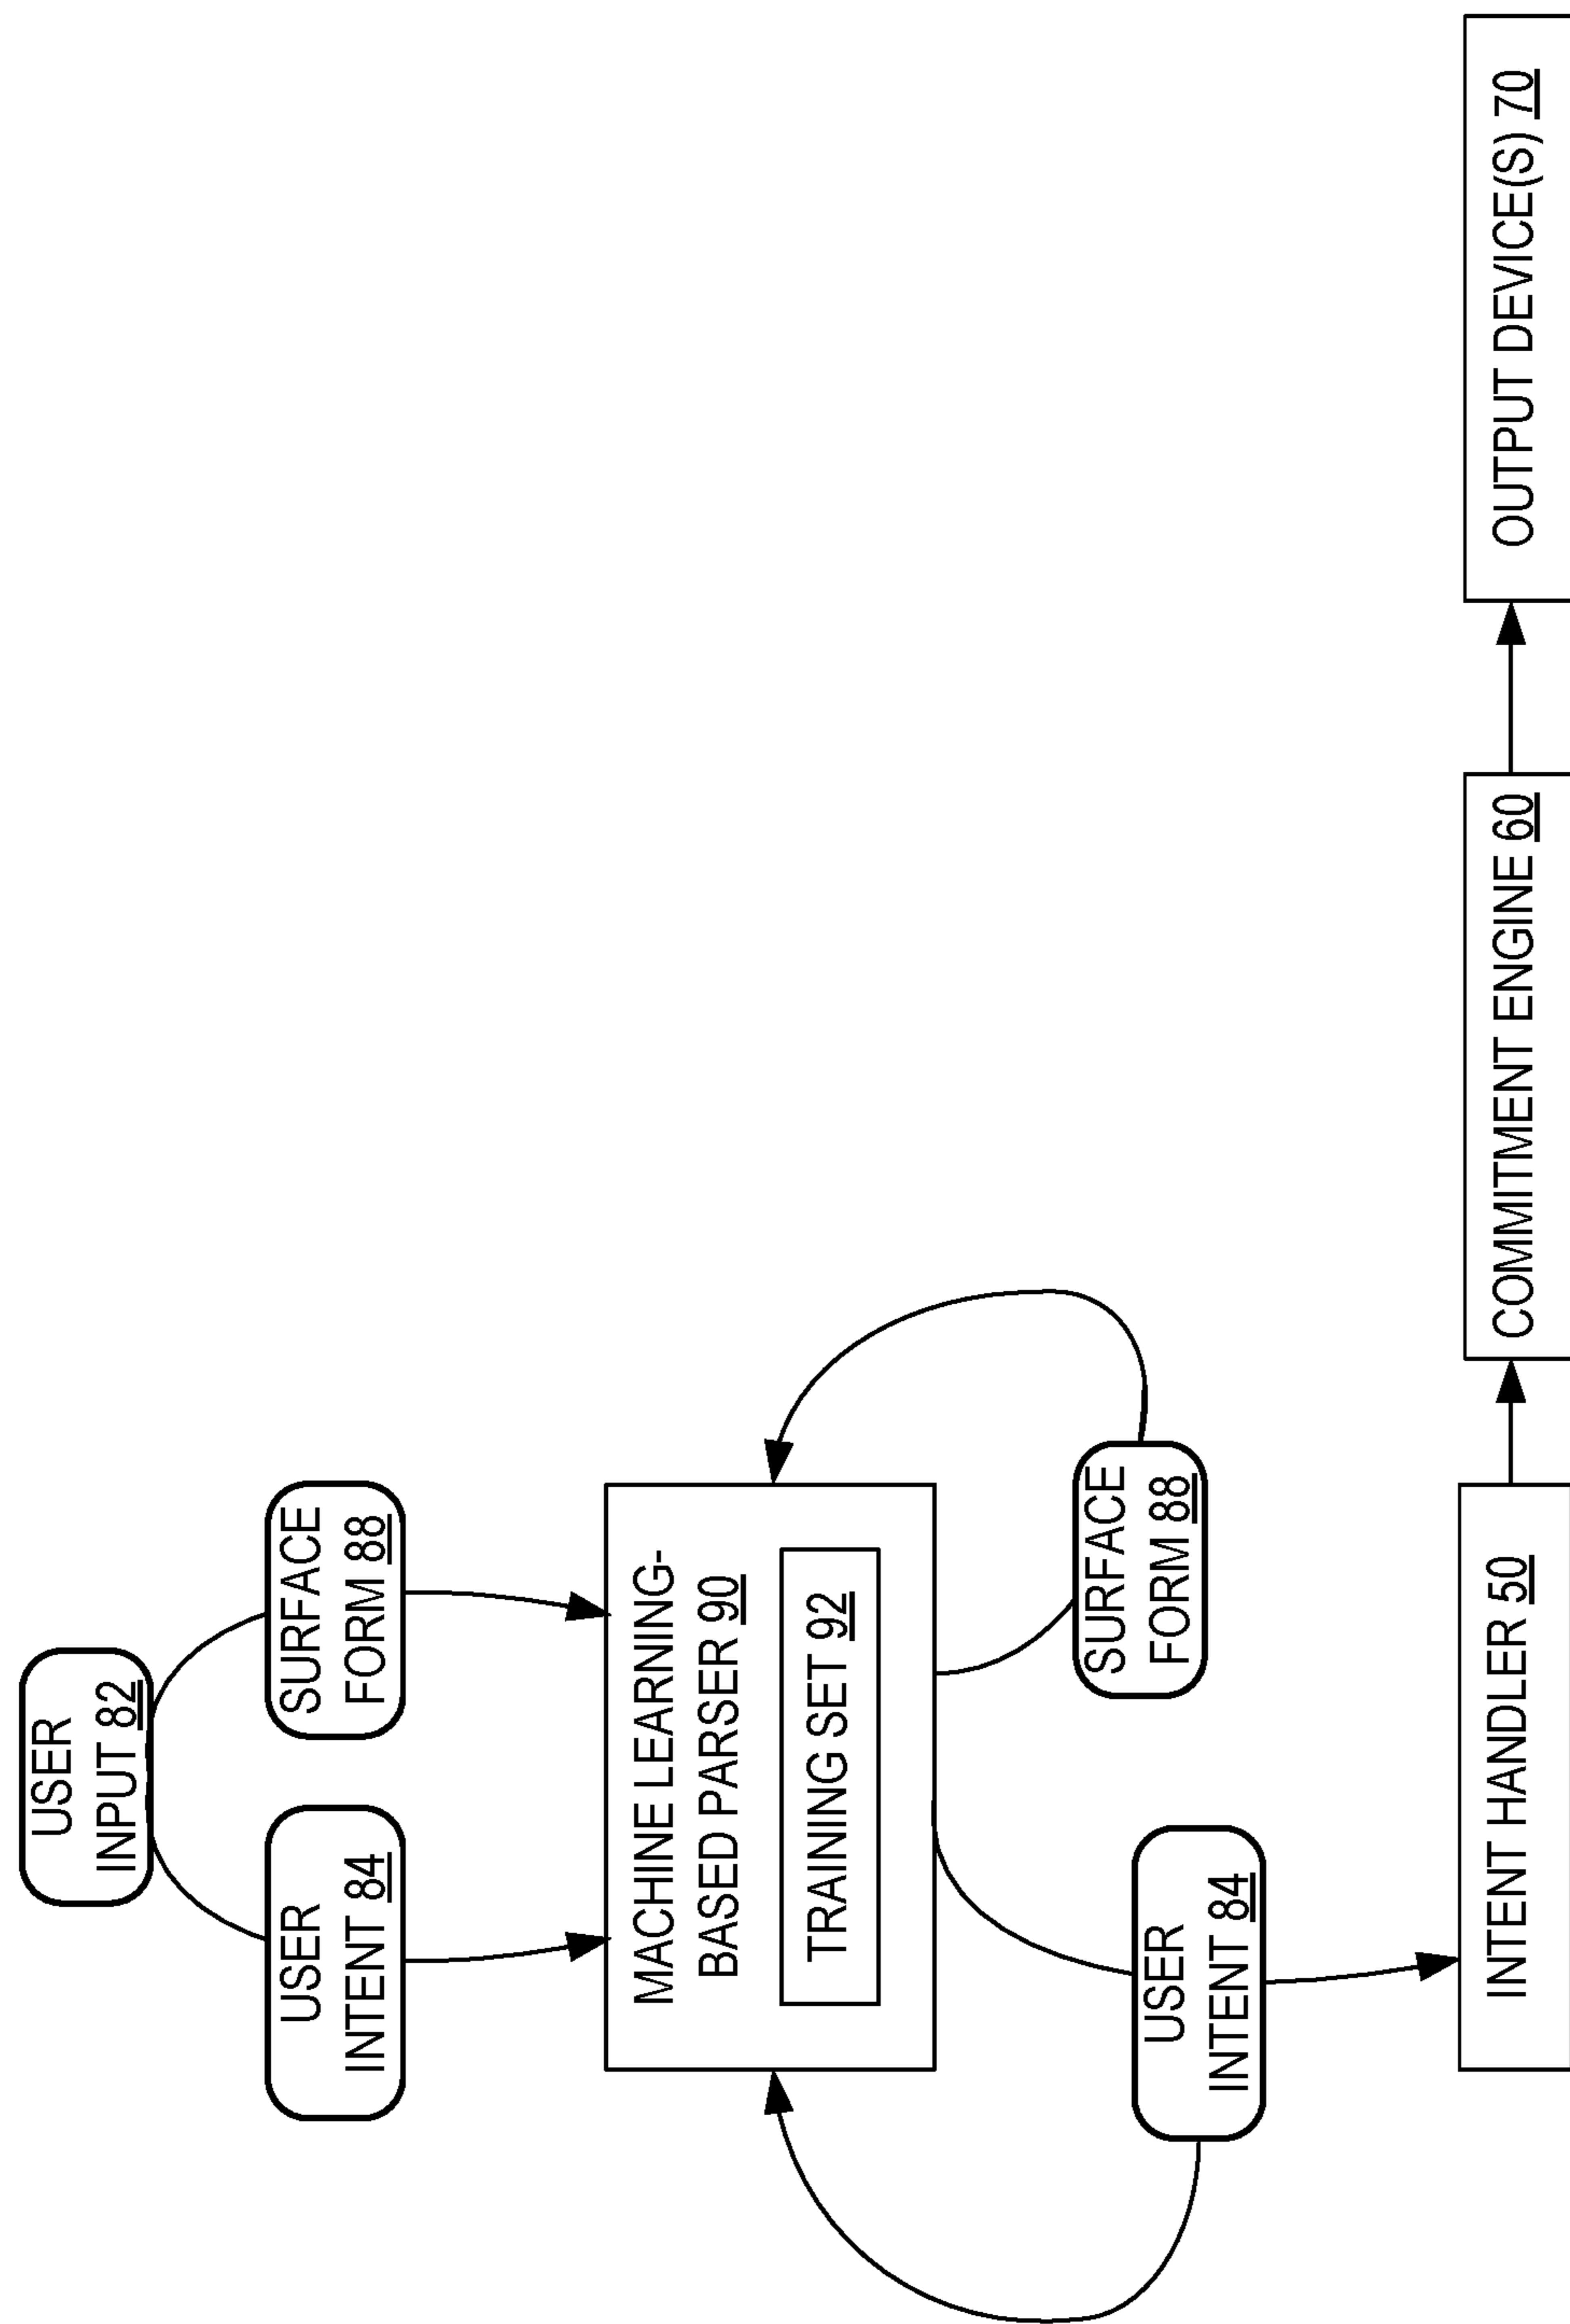 USER
INPUT 82
USER
INTENT 84
SURFACE
FORM 88
MACHINE LEARNING-
BASED PARSER 90
TRAINING SET 92
USER
INTENT 84
SURFACE
FORM 88
INTENT HANDLER 50
COMMITMENT ENGINE 60
OUTPUT DEVICE(S) 70